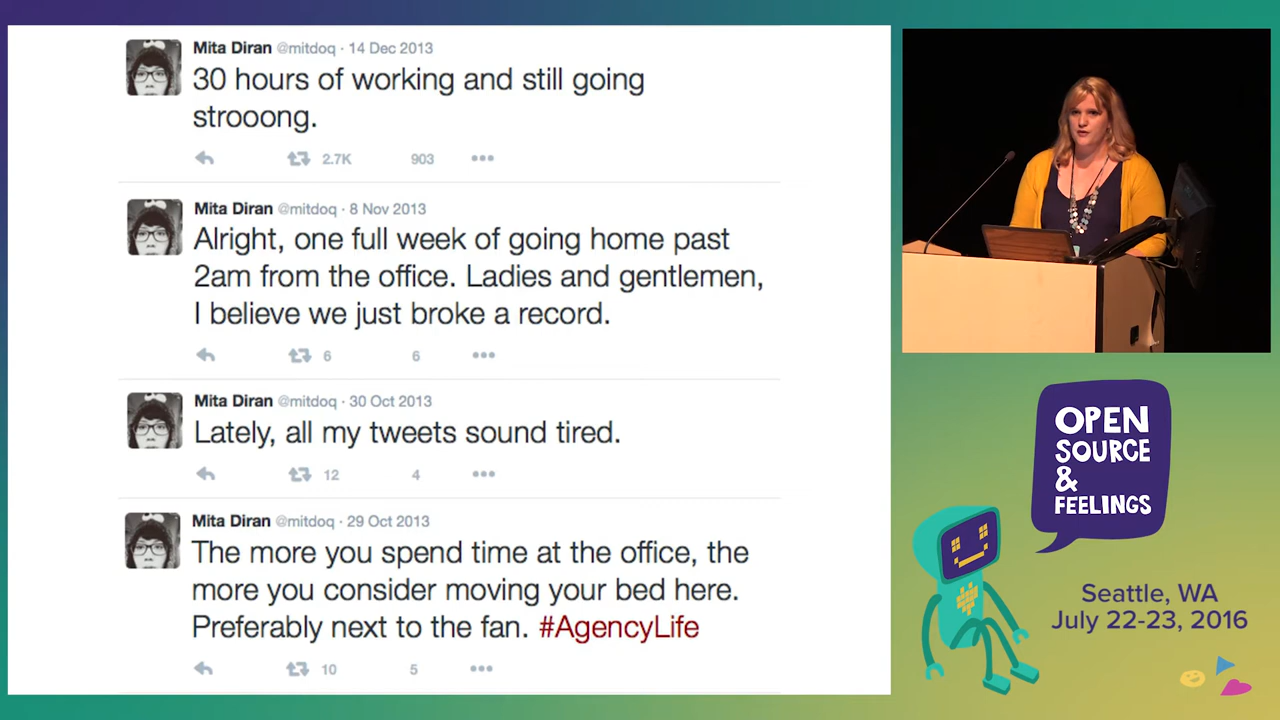 Mita Diran @mitdoq · 14 Dec 2013
30 hours of working and still going
strooong.
2.7K 903
Mita Diran @mitdoq · 8 Nov 2013
Alright, one full week of going home past
2am from the office. Ladies and gentlemen,
I believe we just broke a record.
6 6
Mita Diran @mitdoq · 30 Oct 2013
Lately, all my tweets sound tired.
12 4
Mita Diran @mitdoq · 29 Oct 2013
The more you spend time at the office, the
more you consider moving your bed here.
Preferably next to the fan. #AgencyLife
10 5
OPEN
SOURCE
&
FEELINGS
Seattle, WA
July 22-23, 2016